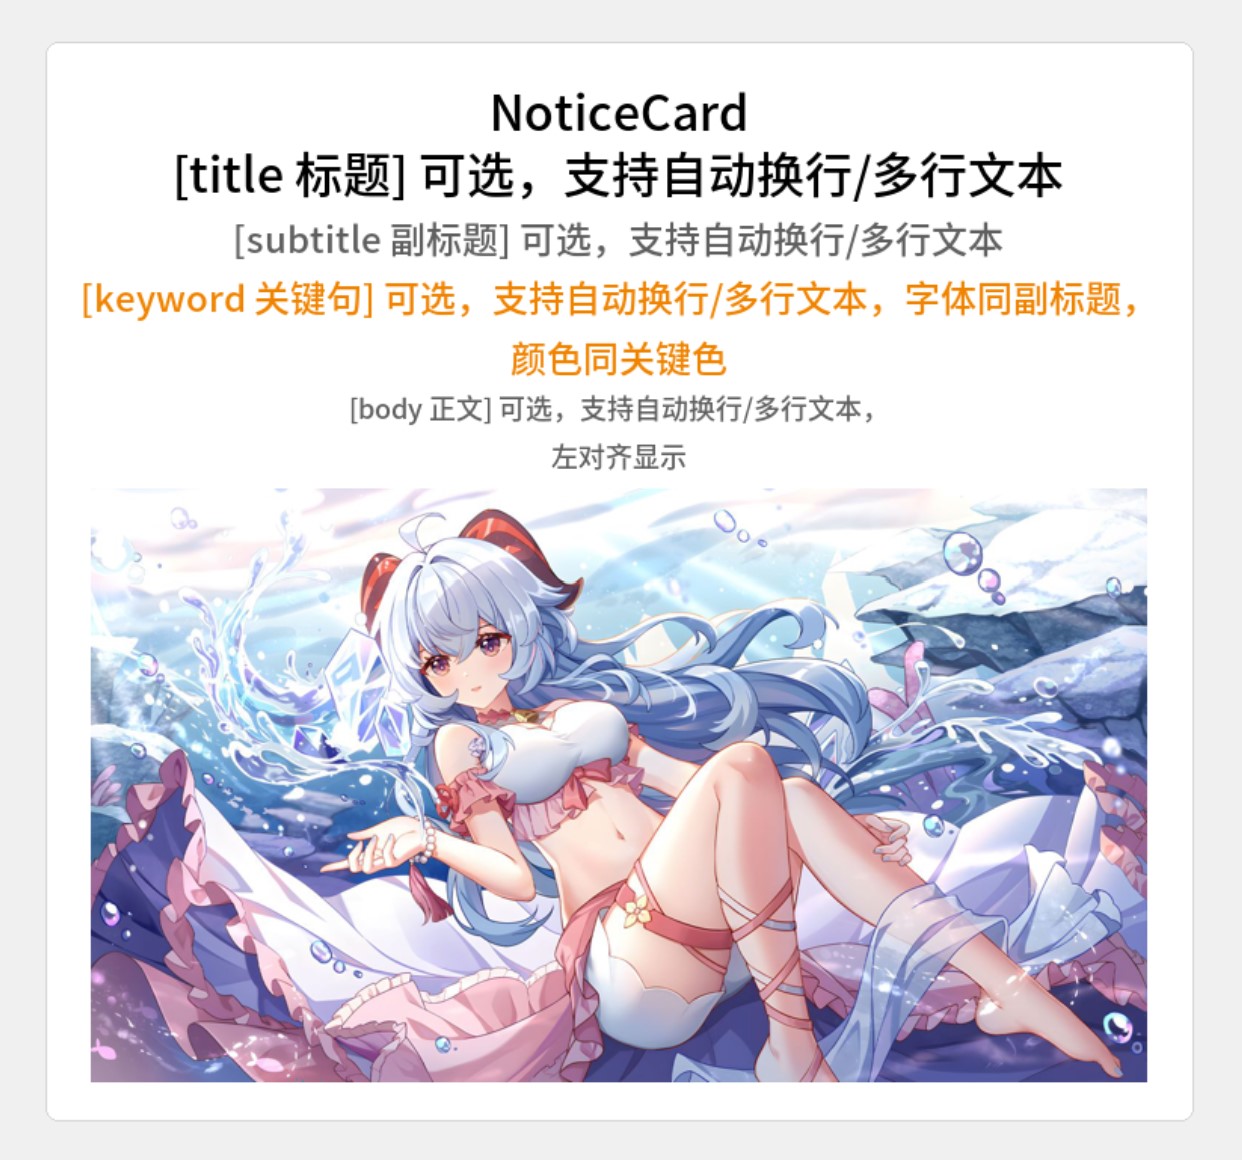 NoticeCard
[title 标题] 可选，支持自动换行/多行文本
[subtitle 副标题] 可选，支持自动换行/多行文本
[keyword 关键句] 可选，支持自动换行/多行文本，字体同副标题，
颜色同关键色
[body 正文] 可选，支持自动换行/多行文本，
左对齐显示